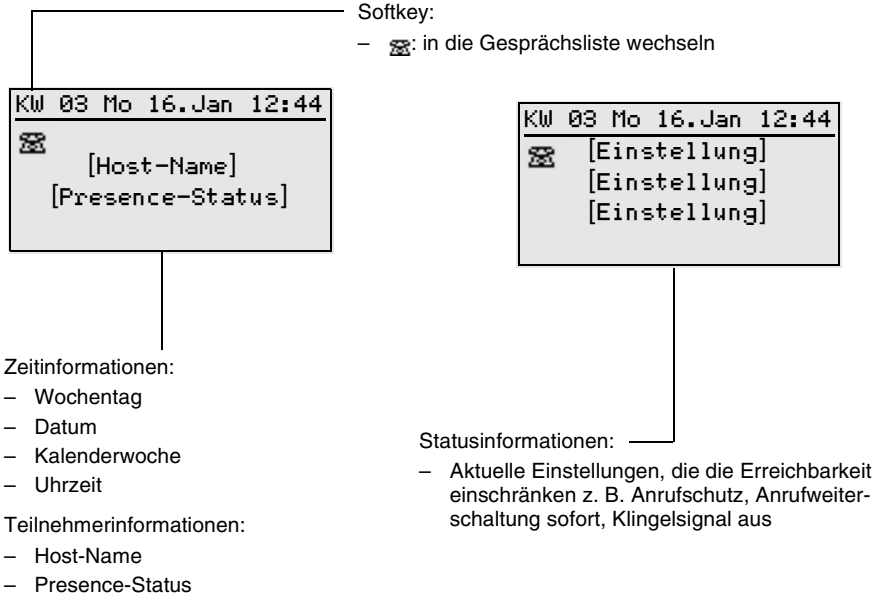 Softkey:
– : in die Gesprächsliste wechseln
KW 03 Mo 16.Jan 12:44
[Host-Name]
[Presence-Status]
KW 03 Mo 16.Jan 12:44
[Einstellung]
[Einstellung]
[Einstellung]
Zeitinformationen:
– Wochentag
– Datum
– Kalenderwoche
– Uhrzeit
Teilnehmerinformationen:
– Host-Name
– Presence-Status
Statusinformationen:
– Aktuelle Einstellungen, die die Erreichbarkeit
einschränken z. B. Anrufschutz, Anrufweiter-
schaltung sofort, Klingelsignal aus